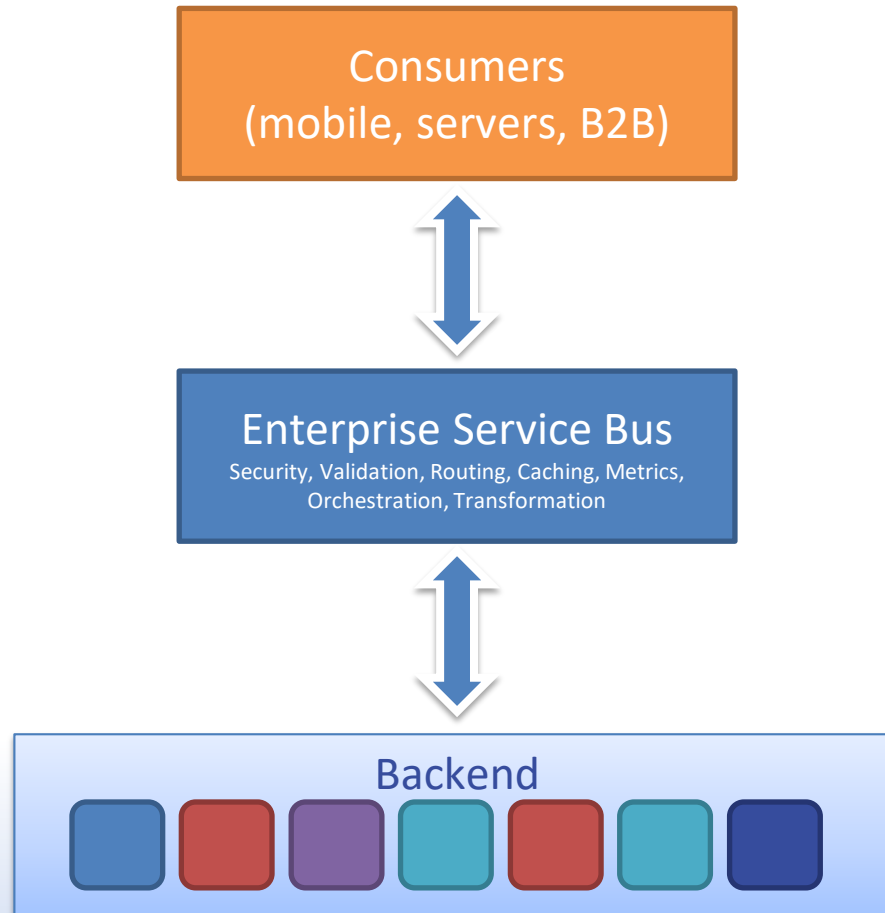 Consumers
(mobile, servers, B2B)
Enterprise Service Bus
Security, Validation, Routing, Caching, Metrics,
Orchestration, Transformation
Backend